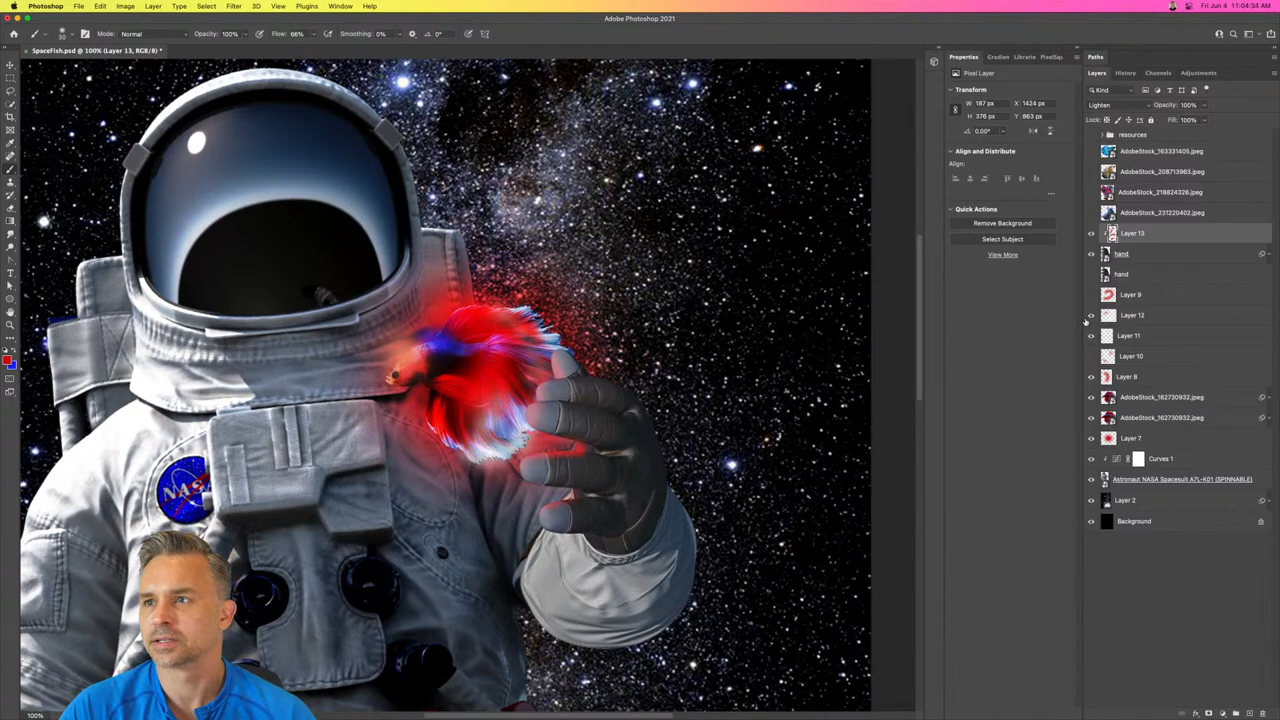 Photoshop File Edit Image Layer Type Select Filter 3D View Plugins Window Help Fri Jun 4 11:04:34 AM
Adobe Photoshop 2021
30 Mode: Normal Opacity: 100% Flow: 66% Smoothing: 0% 0°
SpaceFish.psd @ 100% (Layer 13, RGB/8) *
Properties Gradien Librarie PixelSqu
Pixel Layer
Transform
W 187 px X 1424 px
H 376 px Y 863 px
0.00°
Align and Distribute
Align:
Quick Actions
Remove Background
Select Subject
View More
Paths
Layers History Channels Adjustments
Kind
Lighten Opacity: 100%
Lock: Fill: 100%
resources
AdobeStock_163331405.jpeg
AdobeStock_208713963.jpeg
AdobeStock_218824326.jpeg
AdobeStock_231220402.jpeg
Layer 13
hand
hand
Layer 9
Layer 12
Layer 11
Layer 10
Layer 8
AdobeStock_162730932.jpeg
AdobeStock_162730932.jpeg
Layer 7
Curves 1
Astronaut NASA Spacesuit A7L-K01 (SPINNABLE)
Layer 2
Background
NASA
100%